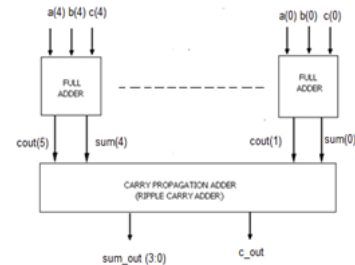 a(4) b(4) c(4)
a(0) b(0) c(0)
FULL
ADDER
FULL
ADDER
cout(5)
sum(4)
cout(1)
sum(0)
CARRY PROPAGATION ADDER
(RIPPLE CARRY ADDER)
sum_out (3:0)
c_out